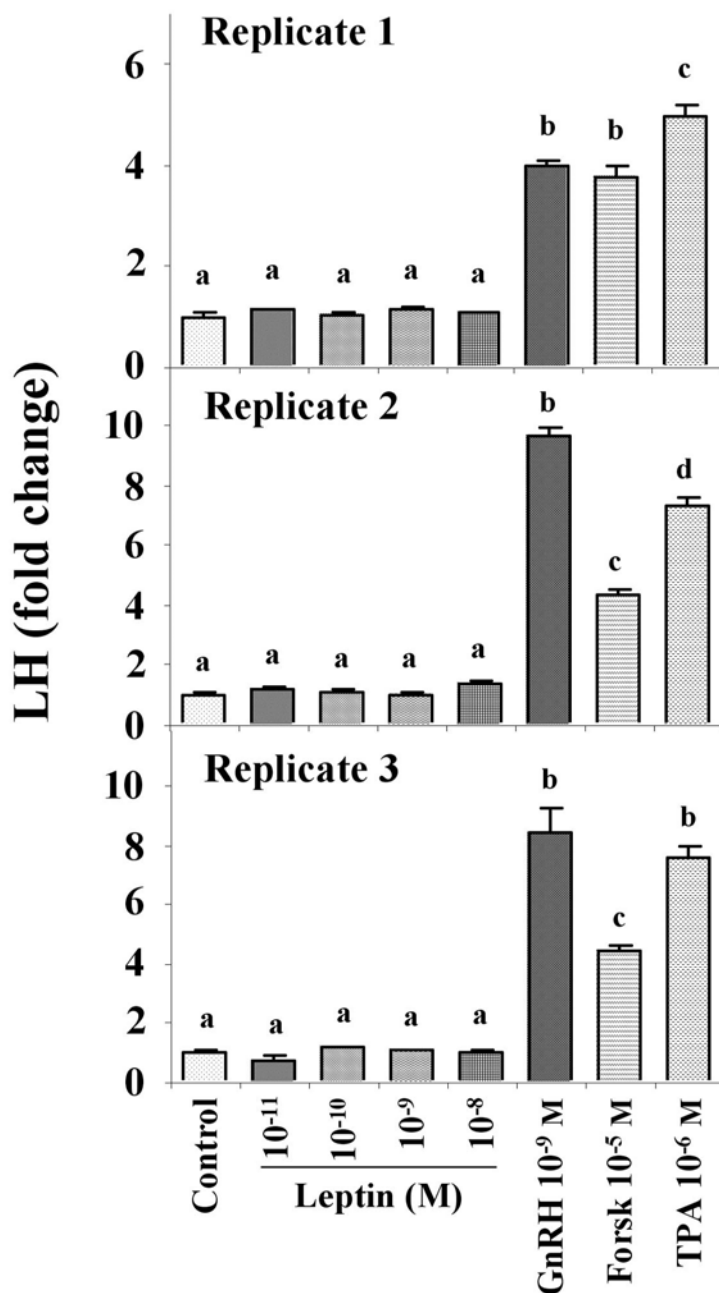 LH (fold change)
Replicate 1
6
4
2
0
a
a
a
a
a
b
b
c
Replicate 2
10
8
6
4
2
0
a
a
a
a
a
b
c
d
Replicate 3
10
8
6
4
2
0
a
a
a
a
a
b
c
b
Control
10⁻¹¹
10⁻¹⁰
10⁻⁹
10⁻⁸
Leptin (M)
GnRH 10⁻⁹ M
Forsk 10⁻⁵ M
TPA 10⁻⁶ M